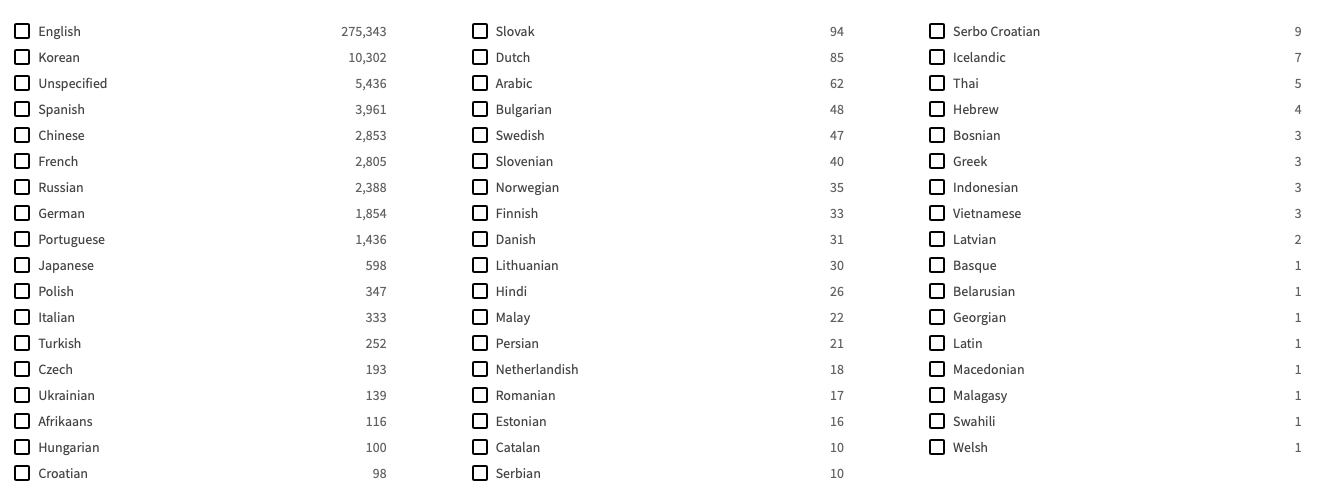 English 275,343
Korean 10,302
Unspecified 5,436
Spanish 3,961
Chinese 2,853
French 2,805
Russian 2,388
German 1,854
Portuguese 1,436
Japanese 598
Polish 347
Italian 333
Turkish 252
Czech 193
Ukrainian 139
Afrikaans 116
Hungarian 100
Croatian 98
Slovak 94
Dutch 85
Arabic 62
Bulgarian 48
Swedish 47
Slovenian 40
Norwegian 35
Finnish 33
Danish 31
Lithuanian 30
Hindi 26
Malay 22
Persian 21
Netherlandish 18
Romanian 17
Estonian 16
Catalan 10
Serbian 10
Serbo Croatian 9
Icelandic 7
Thai 5
Hebrew 4
Bosnian 3
Greek 3
Indonesian 3
Vietnamese 3
Latvian 2
Basque 1
Belarusian 1
Georgian 1
Latin 1
Macedonian 1
Malagasy 1
Swahili 1
Welsh 1